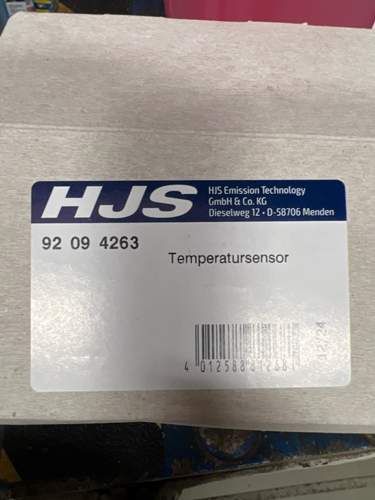 HJS
HJS Emission Technology
GmbH & Co. KG
Dieselweg 12 • D-58706 Menden
92 09 4263
Temperatursensor